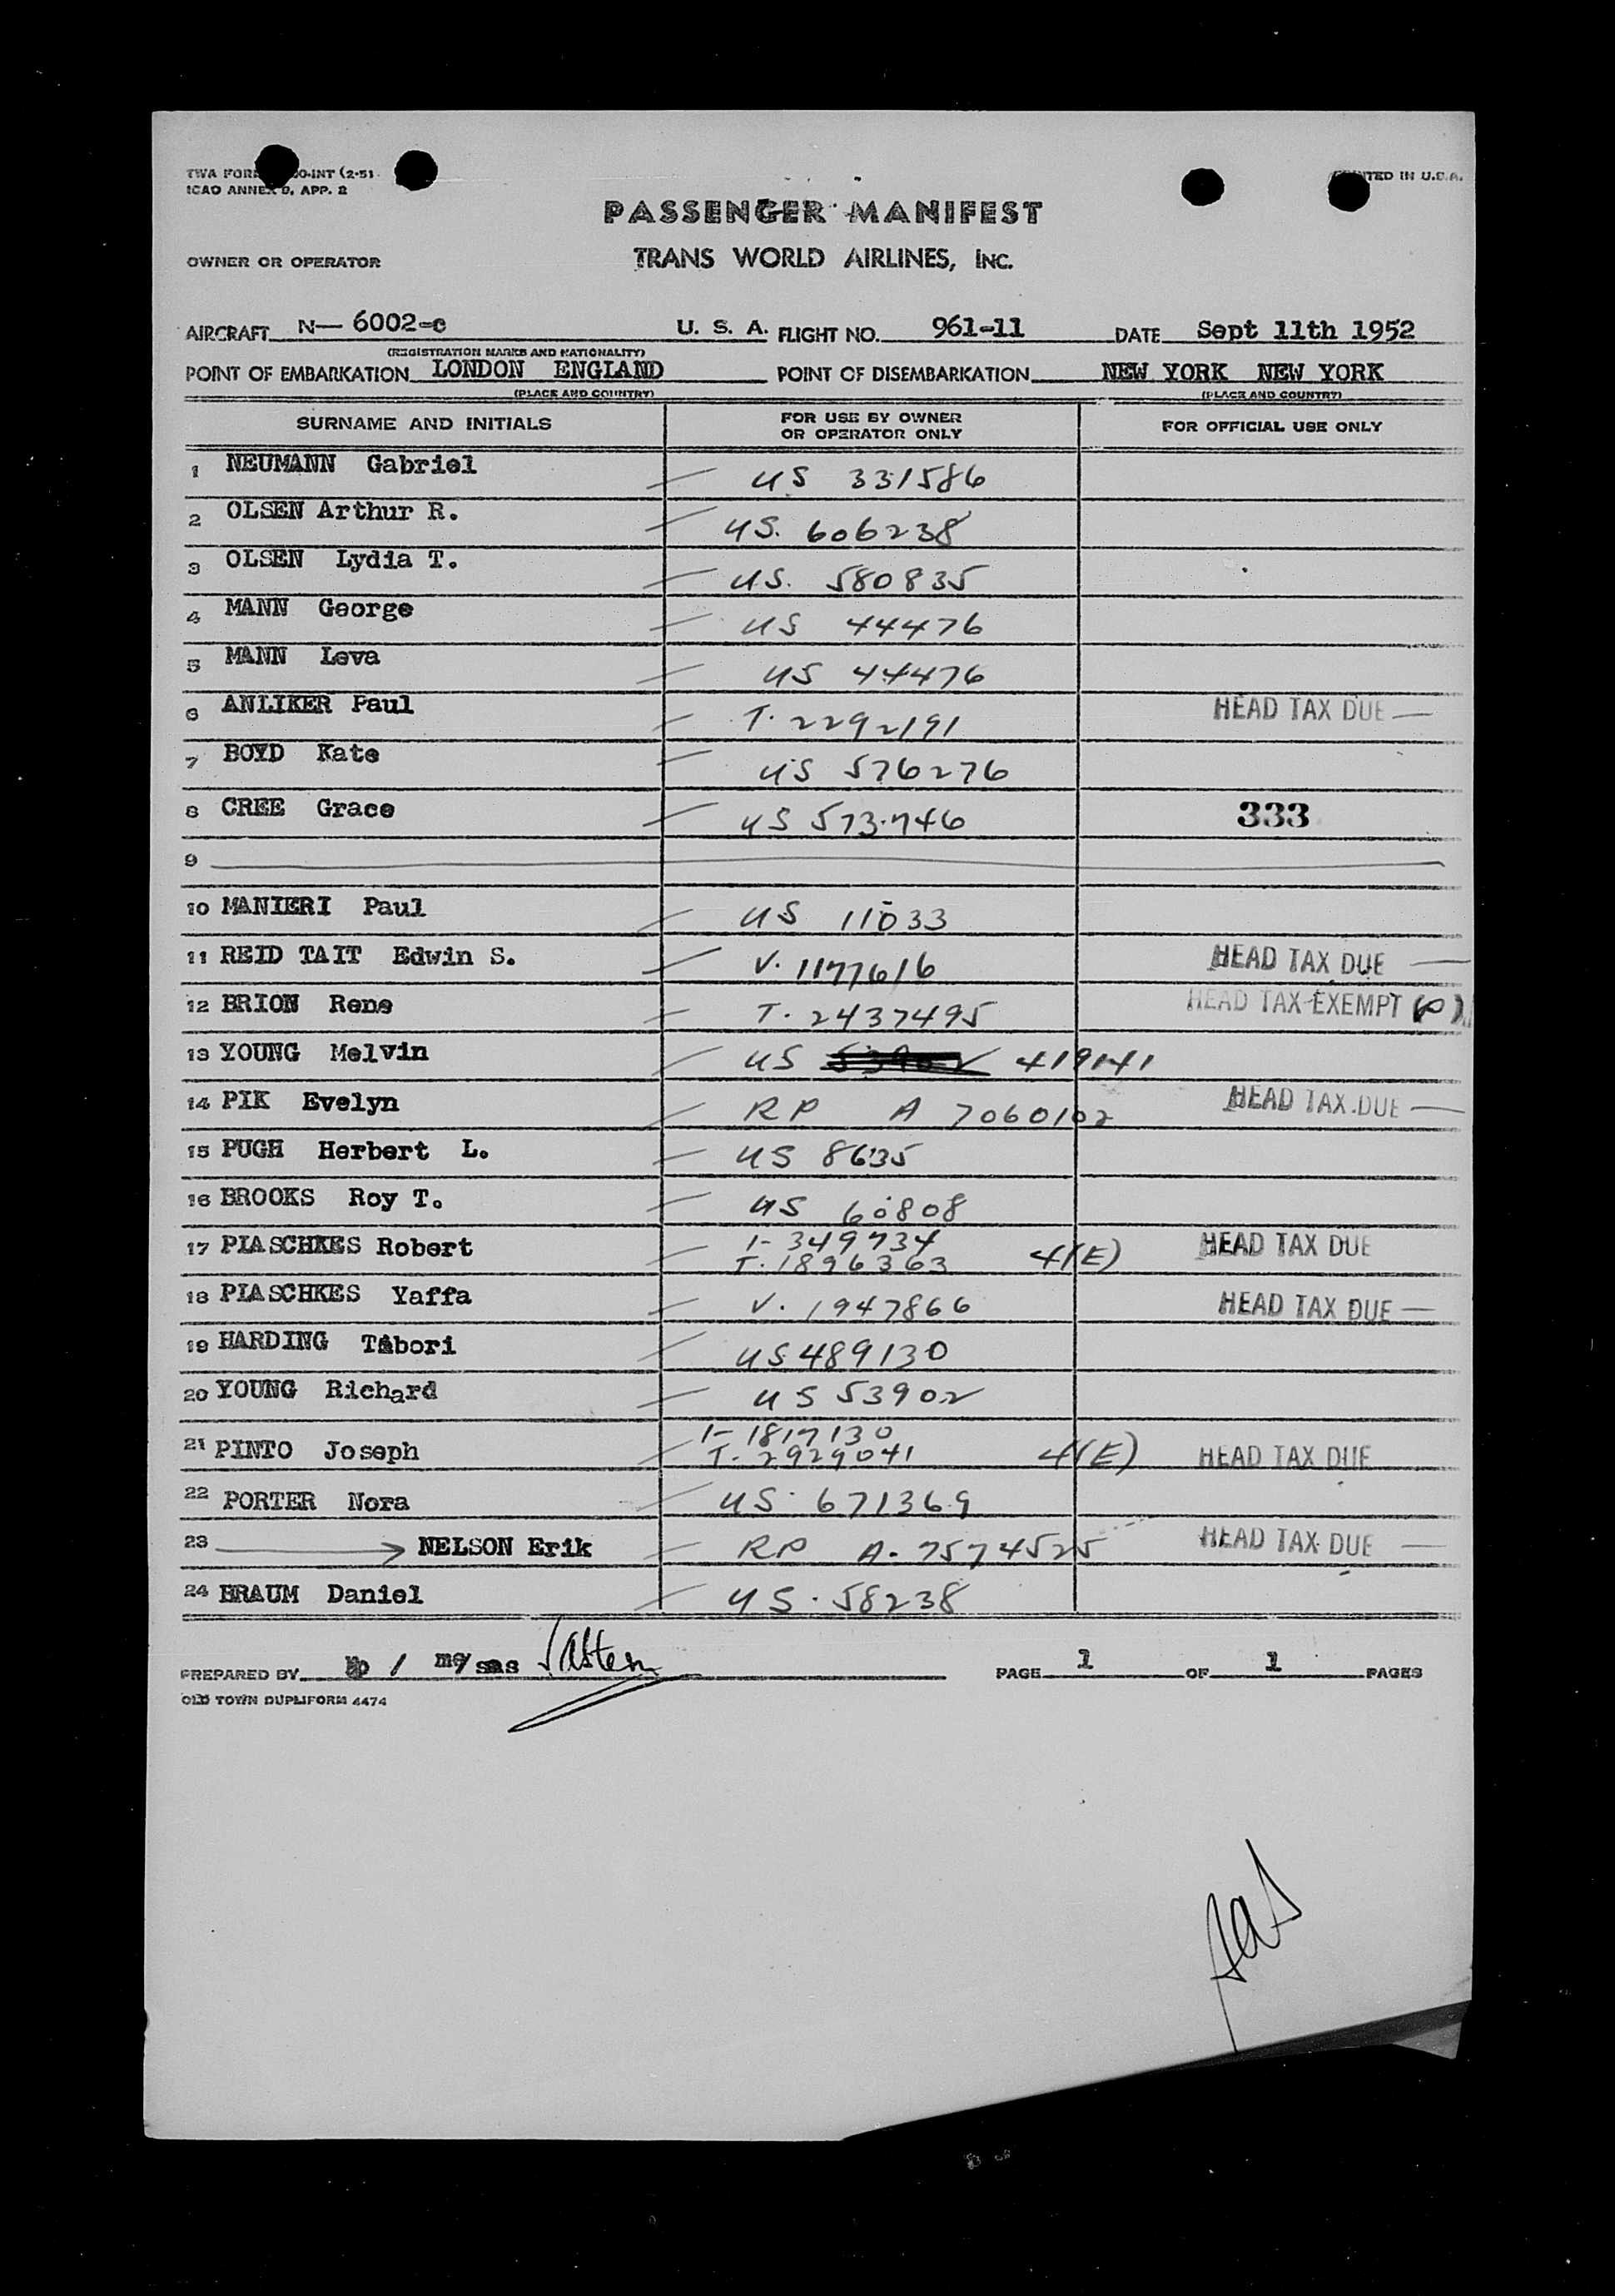 ICAO ANNEX 9, APP. 2
PASSENGER MANIFEST
OWNER OR OPERATOR TRANS WORLD AIRLINES, INC.
AIRCRAFT N— 6002-c U. S. A. FLIGHT NO. 961-11 DATE Sept 11th 1952
(REGISTRATION MARKS AND NATIONALITY)
POINT OF EMBARKATION LONDON ENGLAND POINT OF DISEMBARKATION NEW YORK NEW YORK
(PLACE AND COUNTRY) (PLACE AND COUNTRY)
SURNAME AND INITIALS FOR USE BY OWNER OR OPERATOR ONLY FOR OFFICIAL USE ONLY
1 NEUMANN Gabriel — US 331586
2 OLSEN Arthur R. — US. 606238
3 OLSEN Lydia T. — US. 580835
4 MANN George — US 44476
5 MANN Leva — US 44476
6 ANLIKER Paul — T. 2292191 HEAD TAX DUE —
7 BOYD Kate — US 576276
8 CREE Grace — US 573746 333
9
10 MANIERI Paul — US 11033
11 REID TAIT Edwin S. — V. 1177616 HEAD TAX DUE —
12 BRION Rene — T. 2437495 HEAD TAX EXEMPT
13 YOUNG Melvin — US 53902 419141
14 PIK Evelyn — RP A 7060102 HEAD TAX DUE —
15 PUGH Herbert L. — US 8635
16 BROOKS Roy T. — US 60808
17 PIASCHKES Robert — I- 349734 T. 1896363 4(E) HEAD TAX DUE
18 PIASCHKES Yaffa — V. 1947866 HEAD TAX DUE —
19 HARDING Tabori — US 489130
20 YOUNG Richard — US 53902
21 PINTO Joseph — I- 1817130 T. 2929041 4(E) HEAD TAX DUE
22 PORTER Nora — US 671369
23 → NELSON Erik — RP A. 7574525 HEAD TAX DUE —
24 BRAUM Daniel — US. 58238
PREPARED BY / mg/sas PAGE 1 OF 1 PAGES
OLD TOWN DUPLIFORM 4474